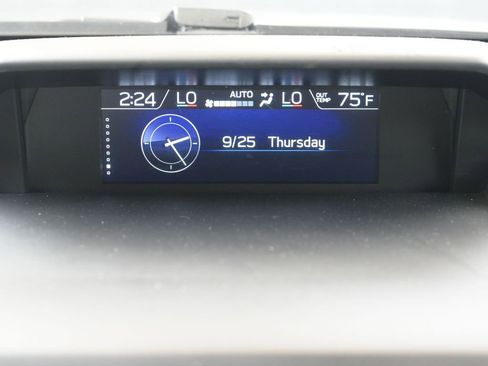 2:24 LO AUTO LO OUT TEMP 75°F
9/25 Thursday